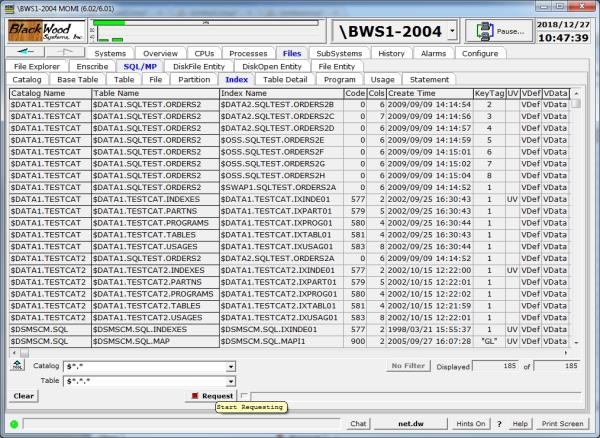 \BWS1-2004 MOMI (6.02/6.01)
BlackWood Systems, Inc.
\BWS1-2004
Pause...
2018/12/27
10:47:39
Systems Overview CPUs Processes Files SubSystems History Alarms Configure
File Explorer Enscribe SQL/MP DiskFile Entity DiskOpen Entity File Entity
Catalog Base Table Table File Partition Index Table Detail Program Usage Statement
Catalog Name Table Name Index Name Code Cols Create Time KeyTag UV VDef VData
$DATA1.TESTCAT $DATA1.SQLTEST.ORDERS2 $DATA2.SQLTEST.ORDERS2B 0 6 2009/09/09 14:14:54 2 VDef VData
$DATA1.TESTCAT $DATA1.SQLTEST.ORDERS2 $DATA2.SQLTEST.ORDERS2C 0 7 2009/09/09 14:14:56 3 VDef VData
$DATA1.TESTCAT $DATA1.SQLTEST.ORDERS2 $DATA2.SQLTEST.ORDERS2D 0 6 2009/09/09 14:14:57 4 VDef VData
$DATA1.TESTCAT $DATA1.SQLTEST.ORDERS2 $OSS.SQLTEST.ORDERS2E 0 6 2009/09/09 14:14:59 5 VDef VData
$DATA1.TESTCAT $DATA1.SQLTEST.ORDERS2 $OSS.SQLTEST.ORDERS2F 0 6 2009/09/09 14:15:01 6 VDef VData
$DATA1.TESTCAT $DATA1.SQLTEST.ORDERS2 $OSS.SQLTEST.ORDERS2G 0 6 2009/09/09 14:15:02 7 VDef VData
$DATA1.TESTCAT $DATA1.SQLTEST.ORDERS2 $OSS.SQLTEST.ORDERS2H 0 6 2009/09/09 14:15:04 8 VDef VData
$DATA1.TESTCAT $DATA1.SQLTEST.ORDERS2 $SWAP1.SQLTEST.ORDERS2A 0 6 2009/09/09 14:14:52 1 VDef VData
$DATA1.TESTCAT $DATA1.TESTCAT.INDEXES $DATA1.TESTCAT.IXINDE01 577 2 2002/09/25 16:30:43 1 UV VDef VData
$DATA1.TESTCAT $DATA1.TESTCAT.PARTNS $DATA1.TESTCAT.IXPART01 579 5 2002/09/25 16:30:43 1 VDef VData
$DATA1.TESTCAT $DATA1.TESTCAT.PROGRAMS $DATA1.TESTCAT.IXPROG01 580 4 2002/09/25 16:30:44 1 VDef VData
$DATA1.TESTCAT $DATA1.TESTCAT.TABLES $DATA1.TESTCAT.IXTABL01 581 4 2002/09/25 16:30:43 1 VDef VData
$DATA1.TESTCAT $DATA1.TESTCAT.USAGES $DATA1.TESTCAT.IXUSAG01 583 8 2002/09/25 16:30:44 1 VDef VData
$DATA1.TESTCAT2 $DATA1.SQLTEST.ORDERS2 $DATA2.SQLTEST.ORDERS2A 0 6 2009/09/09 14:14:52 1 VDef VData
$DATA1.TESTCAT2 $DATA1.TESTCAT2.INDEXES $DATA1.TESTCAT2.IXINDE01 577 2 2002/10/15 12:22:00 1 UV VDef VData
$DATA1.TESTCAT2 $DATA1.TESTCAT2.PARTNS $DATA1.TESTCAT2.IXPART01 579 5 2002/10/15 12:22:00 1 VDef VData
$DATA1.TESTCAT2 $DATA1.TESTCAT2.PROGRAMS $DATA1.TESTCAT2.IXPROG01 580 4 2002/10/15 12:22:02 1 VDef VData
$DATA1.TESTCAT2 $DATA1.TESTCAT2.TABLES $DATA1.TESTCAT2.IXTABL01 581 4 2002/10/15 12:21:59 1 VDef VData
$DATA1.TESTCAT2 $DATA1.TESTCAT2.USAGES $DATA1.TESTCAT2.IXUSAG01 583 8 2002/10/15 12:22:01 1 VDef VData
$DSMSCM.SQL $DSMSCM.SQL.INDEXES $DSMSCM.SQL.IXINDE01 577 2 1998/03/21 15:55:37 1 UV VDef VData
$DSMSCM.SQL $DSMSCM.SQL.MAP $DSMSCM.SQL.MAPI1 900 2 2005/09/27 16:07:28 "GL" UV VDef VData
Catalog $*.* No Filter Displayed 185 of 185
Table $*.*.*
Clear Request
Start Requesting
Chat net.dw Hints On ? Help Print Screen